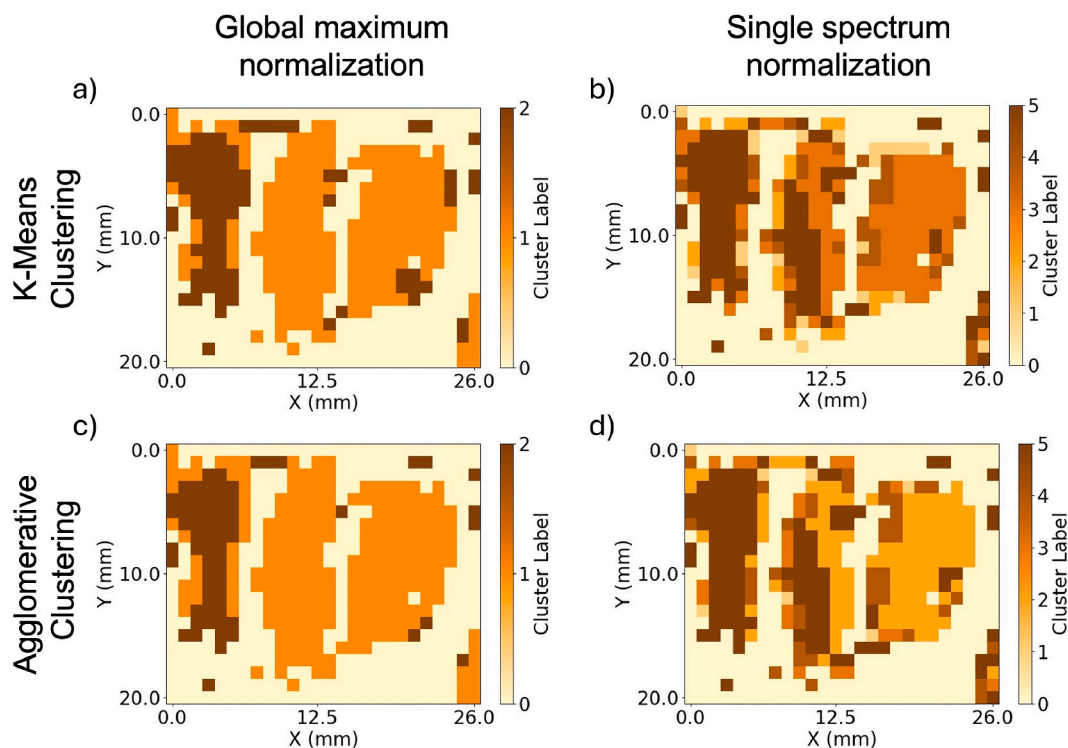 Global maximum
normalization
Single spectrum
normalization
K-Means
Clustering
a)
0.0
10.0
20.0
Y (mm)
0.0
12.5
26.0
X (mm)
2
1
0
Cluster Label
b)
0.0
10.0
20.0
Y (mm)
0.0
12.5
26.0
X (mm)
5
4
3
2
1
0
Cluster Label
Agglomerative
Clustering
c)
0.0
10.0
20.0
Y (mm)
0.0
12.5
26.0
X (mm)
2
1
0
Cluster Label
d)
0.0
10.0
20.0
Y (mm)
0.0
12.5
26.0
X (mm)
5
4
3
2
1
0
Cluster Label